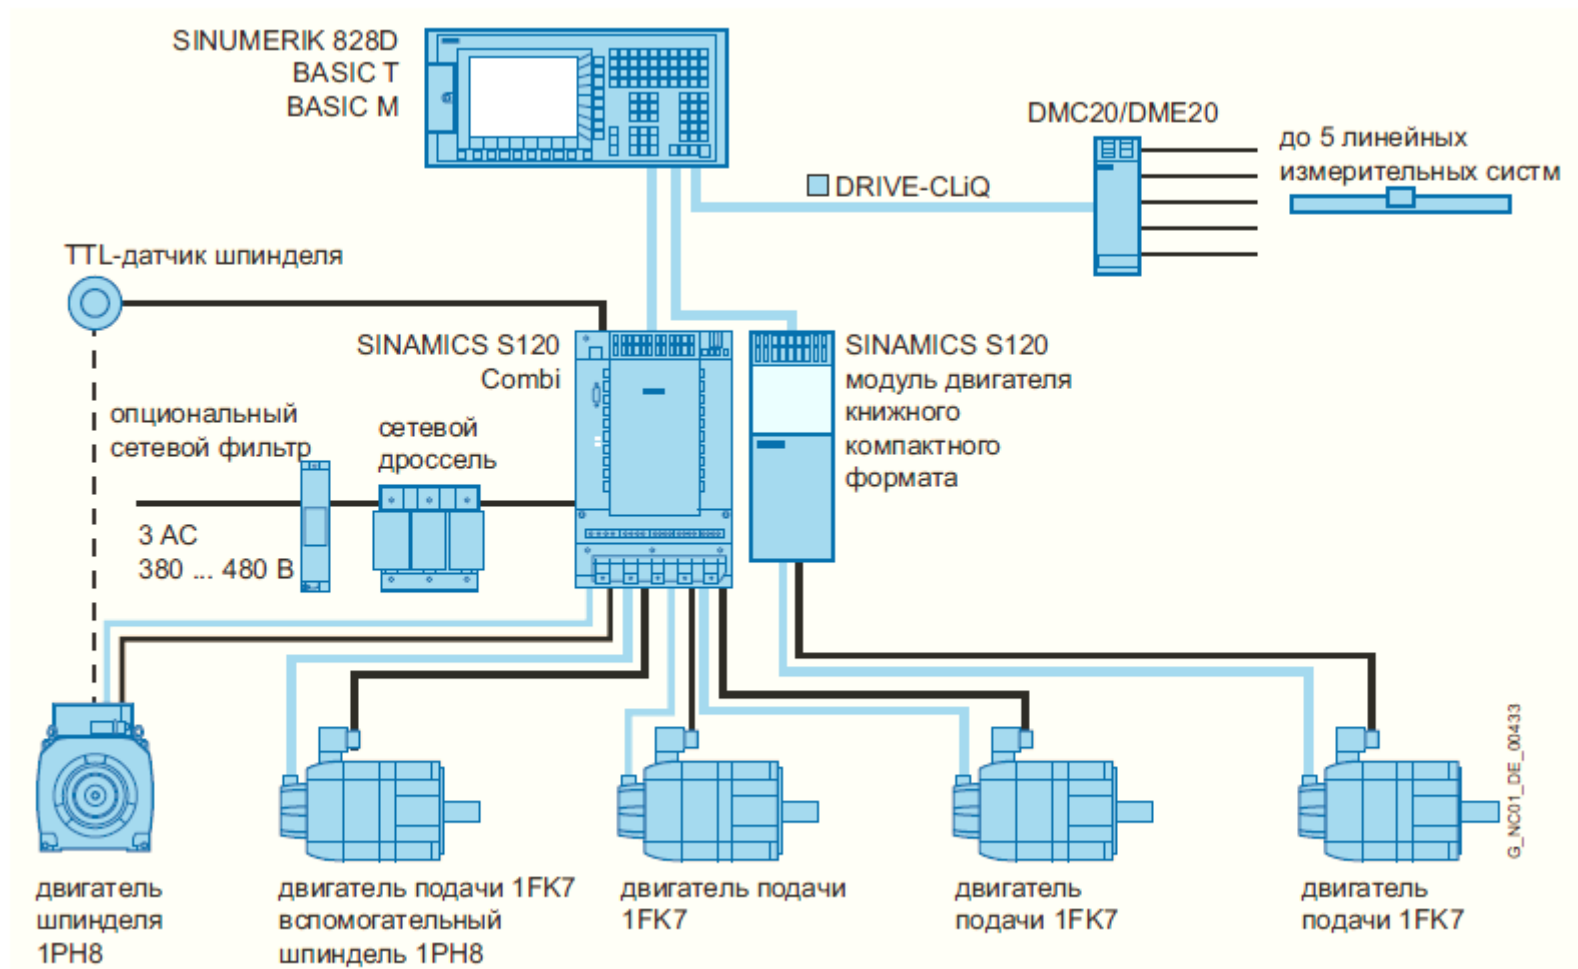 SINUMERIK 828D
BASIC T
BASIC M
DMC20/DME20
до 5 линейных
измерительных систм
DRIVE-CLiQ
TTL-датчик шпинделя
SINAMICS S120
Combi
SINAMICS S120
модуль двигателя
книжного
компактного
формата
опциональный
сетевой фильтр
сетевой
дроссель
3 AC
380 ... 480 В
G_NC01_DE_00433
двигатель
шпинделя
1PH8
двигатель подачи 1FK7
вспомогательный
шпиндель 1PH8
двигатель подачи
1FK7
двигатель
подачи 1FK7
двигатель
подачи 1FK7